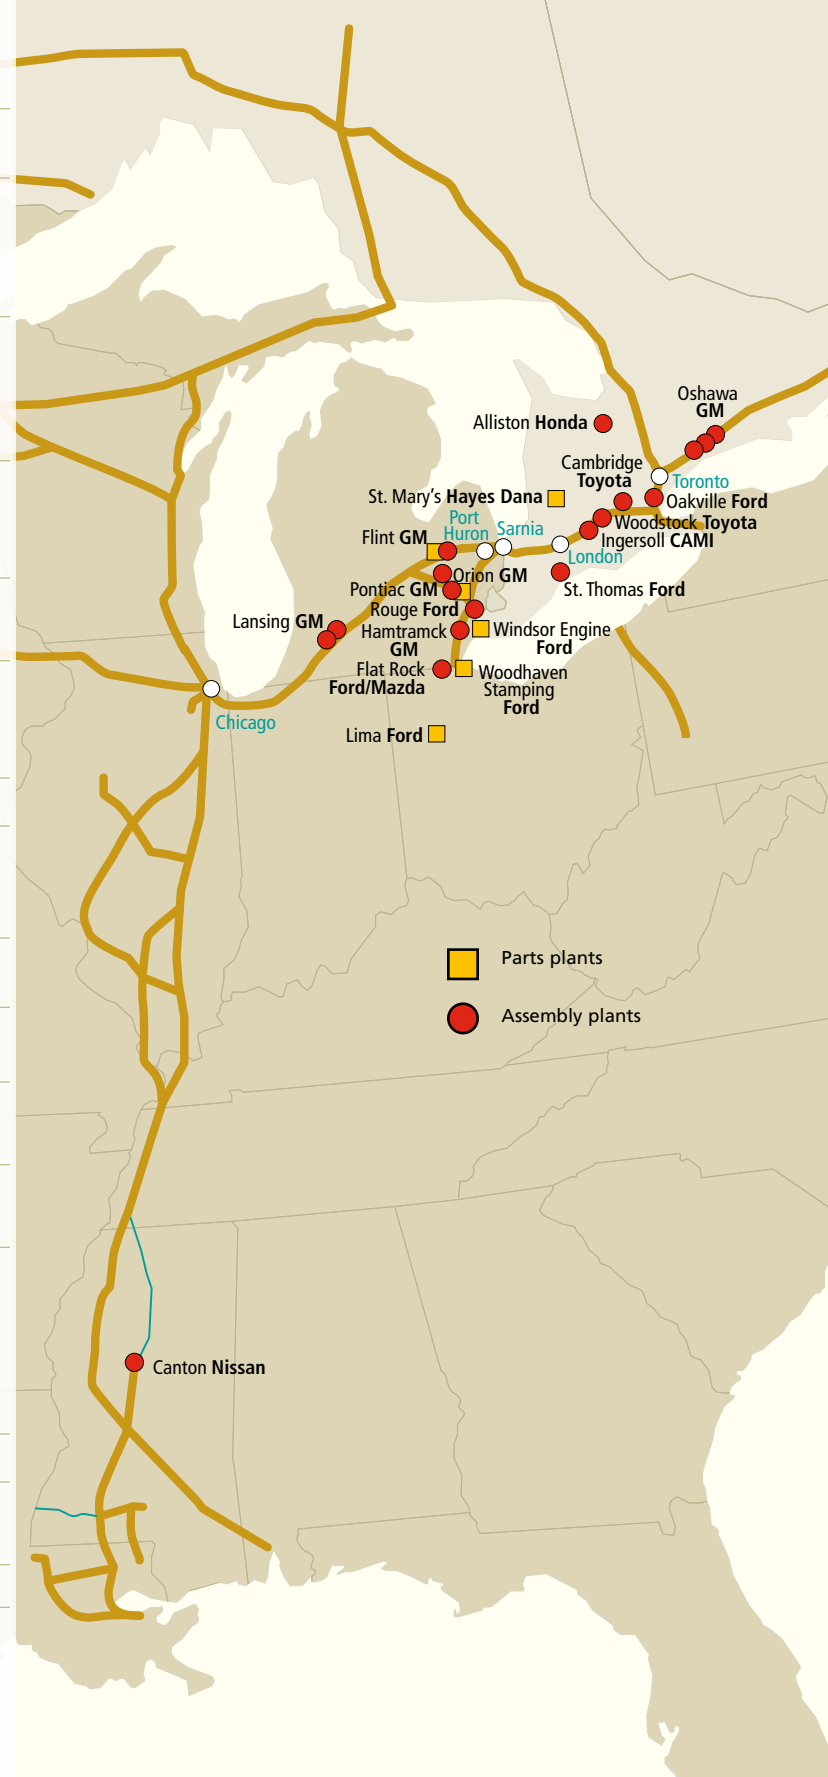 Oshawa
GM
Alliston Honda
Cambridge
Toyota
Toronto
St. Mary's Hayes Dana
Oakville Ford
Port
Huron
Sarnia
Woodstock Toyota
Flint GM
Ingersoll CAMI
London
Orion GM
Pontiac GM
St. Thomas Ford
Rouge Ford
Lansing GM
Hamtramck
GM
Windsor Engine
Ford
Flat Rock
Ford/Mazda
Woodhaven
Stamping
Ford
Chicago
Lima Ford
Parts plants
Assembly plants
Canton Nissan